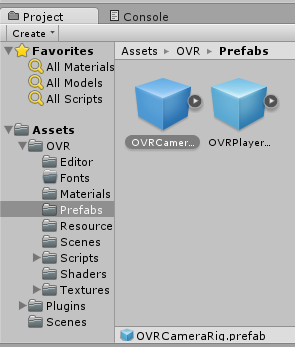 Project
Console
Create
Favorites
All Materials
All Models
All Scripts
Assets
OVR
Editor
Fonts
Materials
Prefabs
Resource
Scenes
Scripts
Shaders
Textures
Plugins
Scenes
Assets ▸ OVR ▸ Prefabs
OVRCamer...
OVRPlayer...
OVRCameraRig.prefab